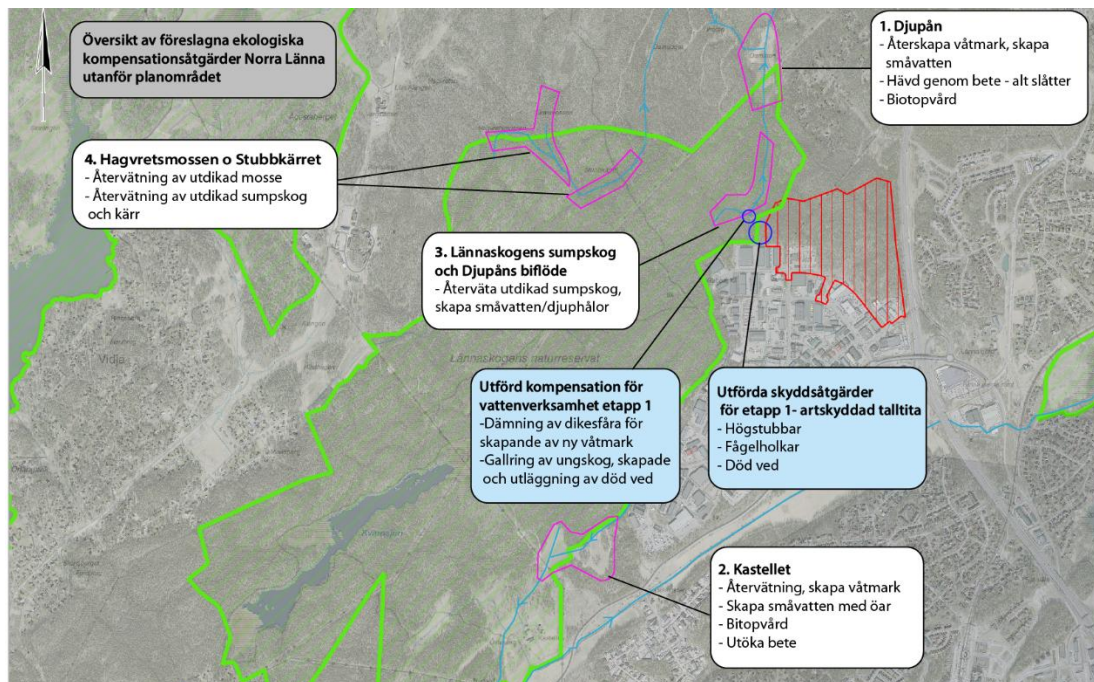 Översikt av föreslagna ekologiska
kompensationsåtgärder Norra Länna
utanför planområdet
1. Djupån
- Återskapa våtmark, skapa
småvatten
- Hävd genom bete - alt slåtter
- Biotopvård
4. Hagvretsmossen o Stubbkärret
- Återvätning av utdikad mosse
- Återvätning av utdikad sumpskog
och kärr
3. Lännaskogens sumpskog
och Djupåns biflöde
- Återväta utdikad sumpskog,
skapa småvatten/djuphålor
Vidja
Lännaskogens naturreservat
Utförd kompensation för
vattenverksamhet etapp 1
-Dämning av dikesfåra för
skapande av ny våtmark
-Gallring av ungskog, skapade
och utläggning av död ved
Utförda skyddsåtgärder
för etapp 1- artskyddad talltita
- Högstubbar
- Fågelholkar
- Död ved
2. Kastellet
- Återvätning, skapa våtmark
- Skapa småvatten med öar
- Bitopvård
- Utöka bete